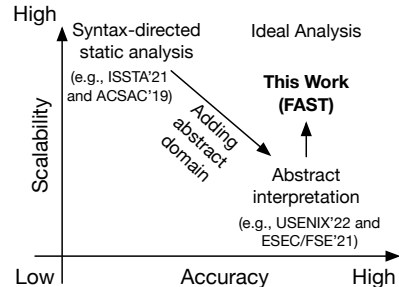 High
Syntax-directed
static analysis
(e.g., ISSTA'21
and ACSAC'19)
Ideal Analysis
This Work
(FAST)
Adding
abstract
domain
Scalability
Abstract
interpretation
(e.g., USENIX'22 and
ESEC/FSE'21)
Low
Accuracy
High